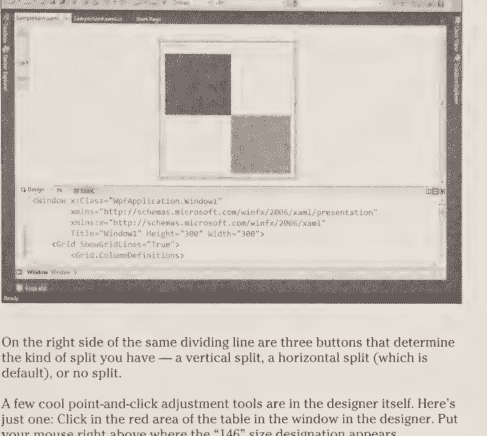 Start Page
Design
<Window x:Class="WpfApplication.Window1"
xmlns="http://schemas.microsoft.com/winfx/2006/xaml/presentation"
xmlns:x="http://schemas.microsoft.com/winfx/2006/xaml"
Title="Window1" Height="300" Width="300">
<Grid ShowGridLines="True">
<Grid.ColumnDefinitions>
Window Window
Ready
On the right side of the same dividing line are three buttons that determine
the kind of split you have — a vertical split, a horizontal split (which is
default), or no split.
A few cool point-and-click adjustment tools are in the designer itself. Here's
just one: Click in the red area of the table in the window in the designer. Put
your mouse right above where the "146" size designation appears